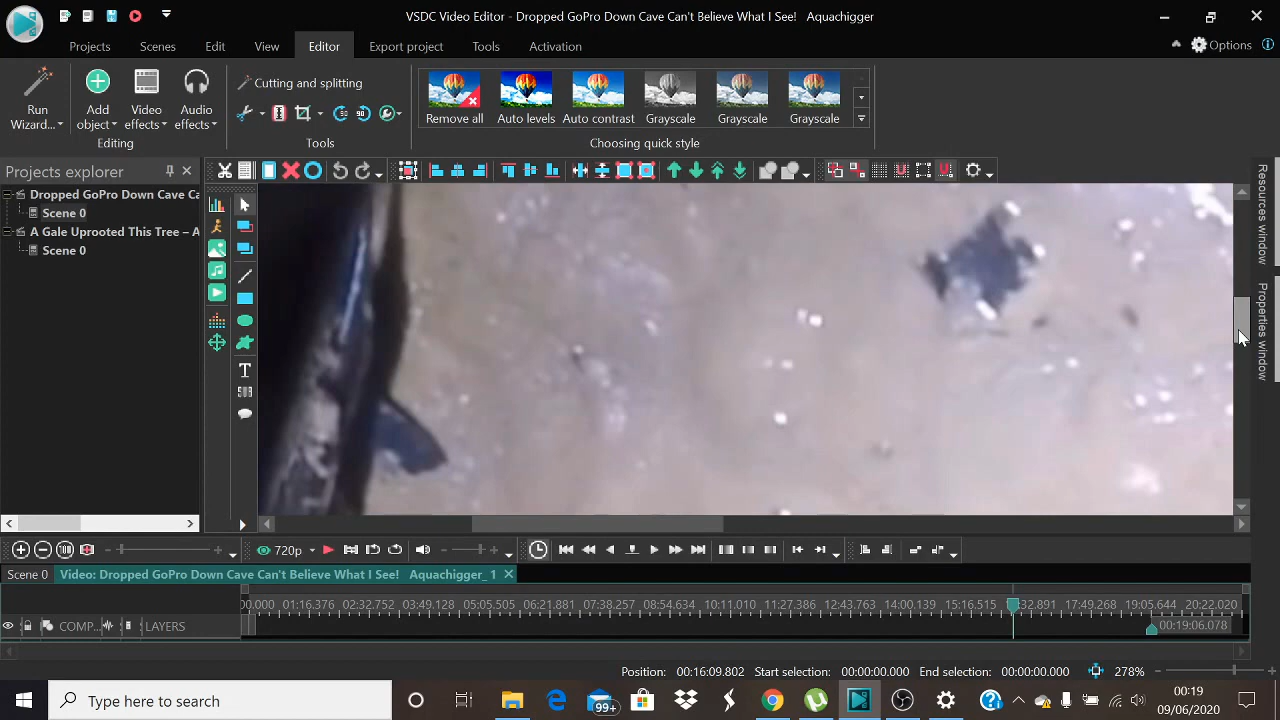 VSDC Video Editor - Dropped GoPro Down Cave Can't Believe What I See! Aquachigger
Projects Scenes Edit View Editor Export project Tools Activation Options
Run Wizard...
Add object
Video effects
Audio effects
Editing
Cutting and splitting
Tools
Remove all Auto levels Auto contrast Grayscale Grayscale Grayscale
Choosing quick style
Projects explorer
Dropped GoPro Down Cave Ca
Scene 0
A Gale Uprooted This Tree – A
Scene 0
T
Resources window
Properties window
720p
Scene 0 Video: Dropped GoPro Down Cave Can't Believe What I See! Aquachigger_ 1
00.000 01:16.376 02:32.752 03:49.128 05:05.505 06:21.881 07:38.257 08:54.634 10:11.010 11:27.386 12:43.763 14:00.139 15:16.515 32.891 17:49.268 19:05.644 20:22.020
COMP... LAYERS
00:19:06.078
Position: 00:16:09.802 Start selection: 00:00:00.000 End selection: 00:00:00.000 278%
Type here to search
99+
00:19
09/06/2020